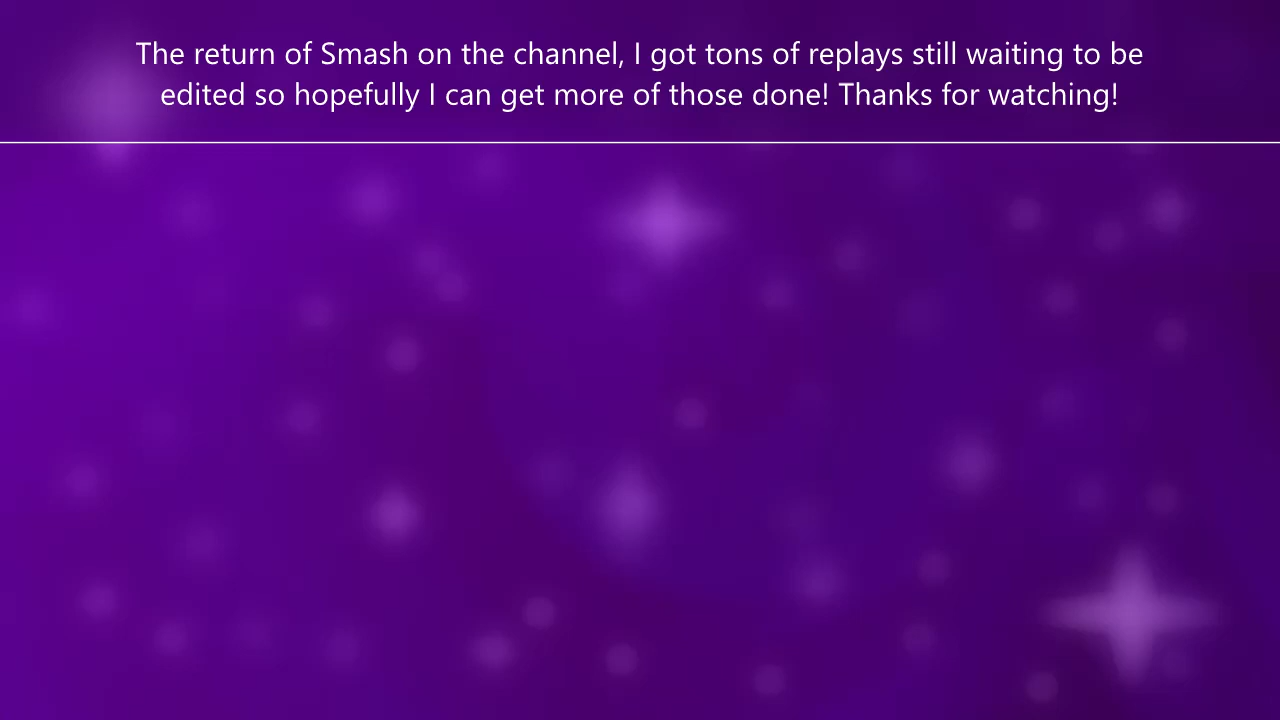 The return of Smash on the channel, I got tons of replays still waiting to be
edited so hopefully I can get more of those done! Thanks for watching!